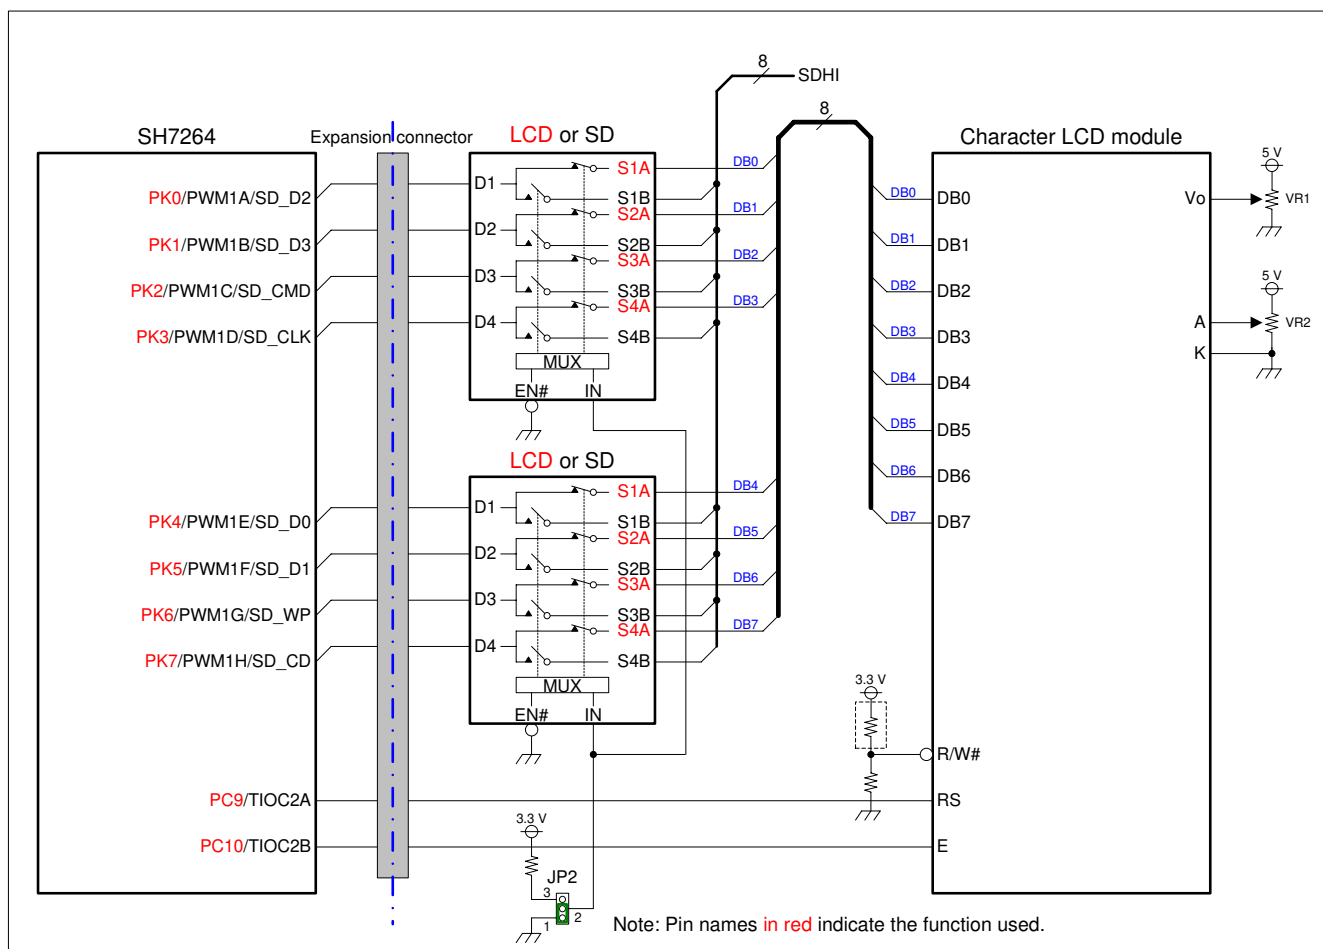 8
SDHI
8
SH7264
Expansion connector
LCD or SD
Character LCD module
PK0/PWM1A/SD_D2
PK1/PWM1B/SD_D3
PK2/PWM1C/SD_CMD
PK3/PWM1D/SD_CLK
PK4/PWM1E/SD_D0
PK5/PWM1F/SD_D1
PK6/PWM1G/SD_WP
PK7/PWM1H/SD_CD
PC9/TIOC2A
PC10/TIOC2B
D1
D2
D3
D4
S1A
S1B
S2A
S2B
S3A
S3B
S4A
S4B
MUX
EN#
IN
LCD or SD
D1
D2
D3
D4
S1A
S1B
S2A
S2B
S3A
S3B
S4A
S4B
MUX
EN#
IN
DB0
DB1
DB2
DB3
DB4
DB5
DB6
DB7
DB0
DB1
DB2
DB3
DB4
DB5
DB6
DB7
DB0
DB1
DB2
DB3
DB4
DB5
DB6
DB7
R/W#
RS
E
Vo
A
K
5 V
VR1
5 V
VR2
3.3 V
3.3 V
JP2
3
2
1
Note: Pin names in red indicate the function used.